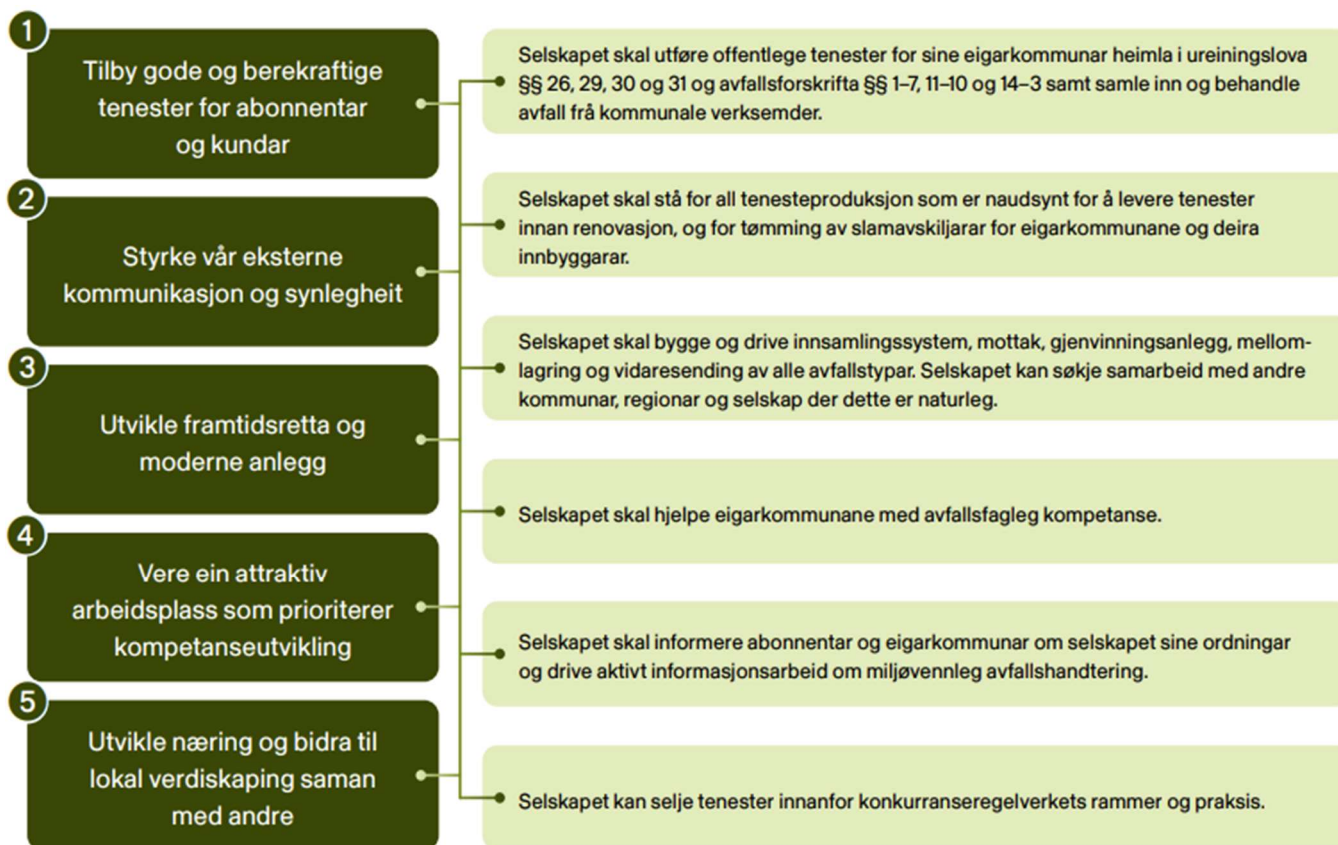 1
Tilby gode og berekraftige
tenester for abonnentar
og kundar
2
Styrke vår eksterne
kommunikasjon og synlegheit
3
Utvikle framtidsretta og
moderne anlegg
4
Vere ein attraktiv
arbeidsplass som prioriterer
kompetanseutvikling
5
Utvikle næring og bidra til
lokal verdiskaping saman
med andre
Selskapet skal utføre offentlege tenester for sine eigarkommunar heimla i ureiningslova
§§ 26, 29, 30 og 31 og avfallsforskrifta §§ 1–7, 11–10 og 14–3 samt samle inn og behandle
avfall frå kommunale verksemder.
Selskapet skal stå for all tenesteproduksjon som er naudsynt for å levere tenester
innan renovasjon, og for tømming av slamavskiljarar for eigarkommunane og deira
innbyggarar.
Selskapet skal bygge og drive innsamlingssystem, mottak, gjenvinningsanlegg, mellom-
lagring og vidaresending av alle avfallstypar. Selskapet kan søkje samarbeid med andre
kommunar, regionar og selskap der dette er naturleg.
Selskapet skal hjelpe eigarkommunane med avfallsfagleg kompetanse.
Selskapet skal informere abonnentar og eigarkommunar om selskapet sine ordningar
og drive aktivt informasjonsarbeid om miljøvennleg avfallshandtering.
Selskapet kan selje tenester innanfor konkurranseregelverkets rammer og praksis.